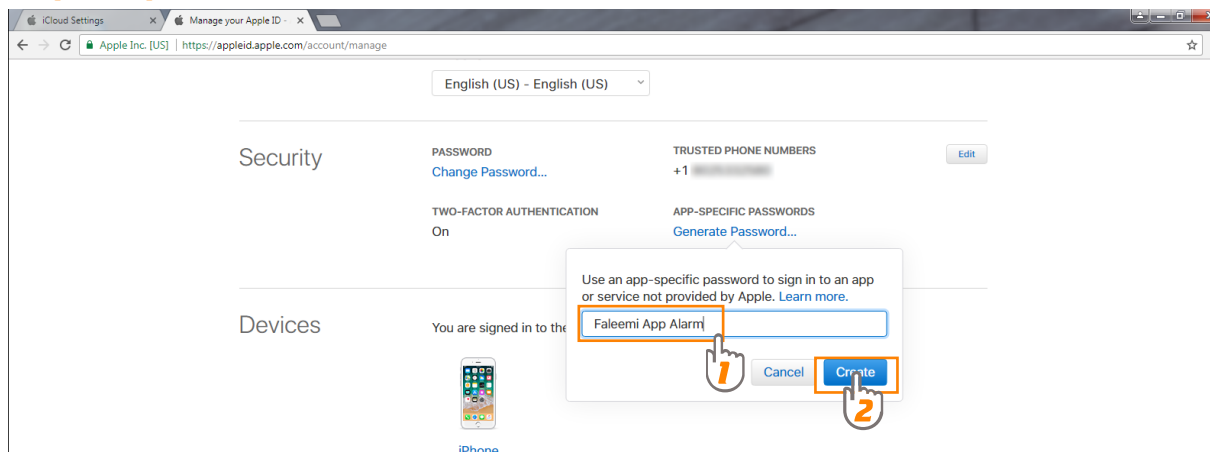 iCloud Settings
Manage your Apple ID -
Apple Inc. [US] https://appleid.apple.com/account/manage
English (US) - English (US)
Security
PASSWORD
Change Password...
TRUSTED PHONE NUMBERS
+1
Edit
TWO-FACTOR AUTHENTICATION
On
APP-SPECIFIC PASSWORDS
Generate Password...
Use an app-specific password to sign in to an app
or service not provided by Apple. Learn more.
Faleemi App Alarm
1
Cancel
Create
2
Devices
You are signed in to the
iPhone